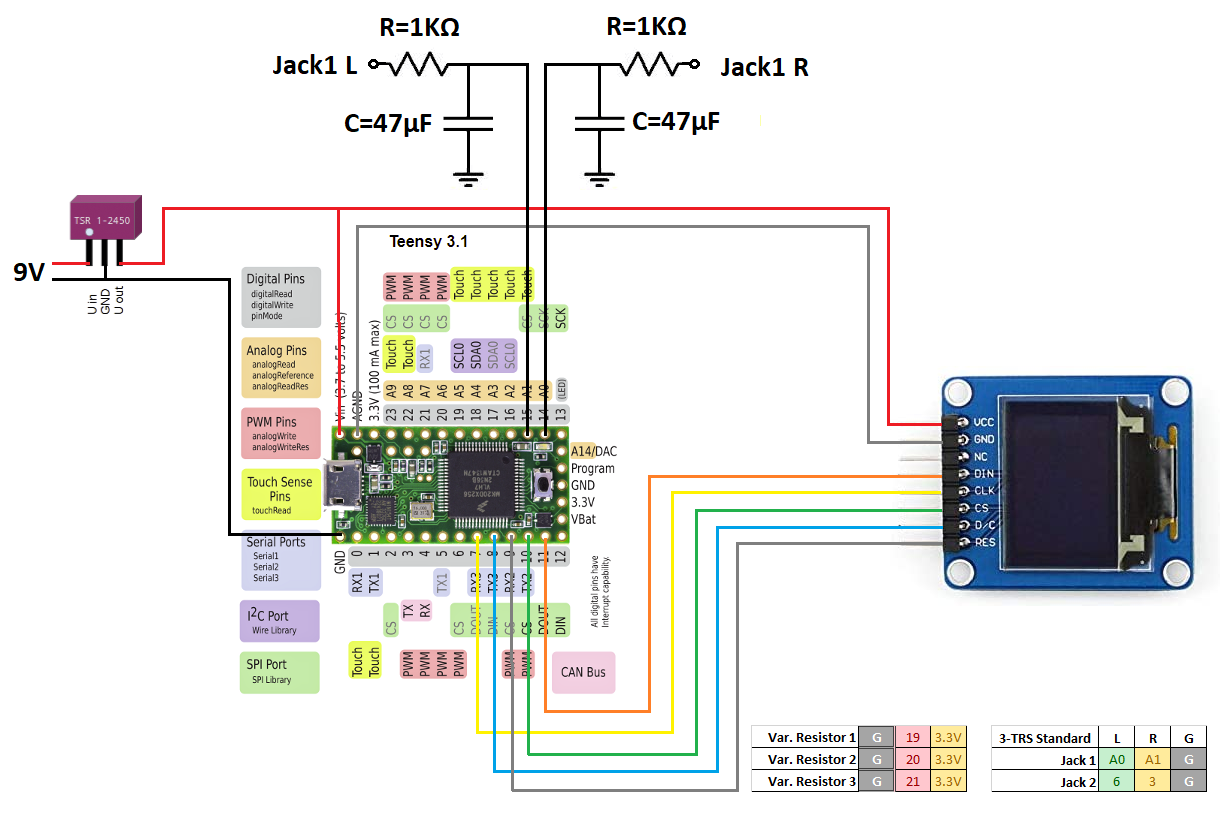 R=1KΩ
R=1KΩ
Jack1 L
Jack1 R
C=47µF
C=47µF
TSR 1-2450
9V
U in
GND
U out
Teensy 3.1
Digital Pins
digitalRead
digitalWrite
pinMode
Analog Pins
analogRead
analogReference
analogReadRes
PWM Pins
analogWrite
analogWriteRes
Touch Sense
Pins
touchRead
Serial Ports
Serial1
Serial2
Serial3
I2C Port
Wire Library
SPI Port
SPI Library
PWM PWM PWM PWM Touch Touch Touch Touch Touch
CS CS CS CS CS SCK SCK
Touch Touch RX1 SCL0 SDA0 SDA0 SCL0
Vin (3.7 to 5.5 volts)
AGND
3.3V (100 mA max)
A9 A8 A7 A6 A5 A4 A3 A2 A1 A0 (LED)
23 22 21 20 19 18 17 16 15 14 13
A14/DAC
Program
GND
3.3V
VBat
GND 0 1 2 3 4 5 6 7 8 9 10 11 12
RX1 TX1 TX1 RX3 TX3 RX2 TX2
CS TX RX CS DOUT DIN CS CS DOUT DIN
Touch Touch PWM PWM PWM PWM PWM PWM
All digital pins have
Interrupt capability.
CAN Bus
VCC
GND
NC
DIN
CLK
CS
D/C
RES
Var. Resistor 1 G 19 3.3V
Var. Resistor 2 G 20 3.3V
Var. Resistor 3 G 21 3.3V
3-TRS Standard L R G
Jack 1 A0 A1 G
Jack 2 6 3 G